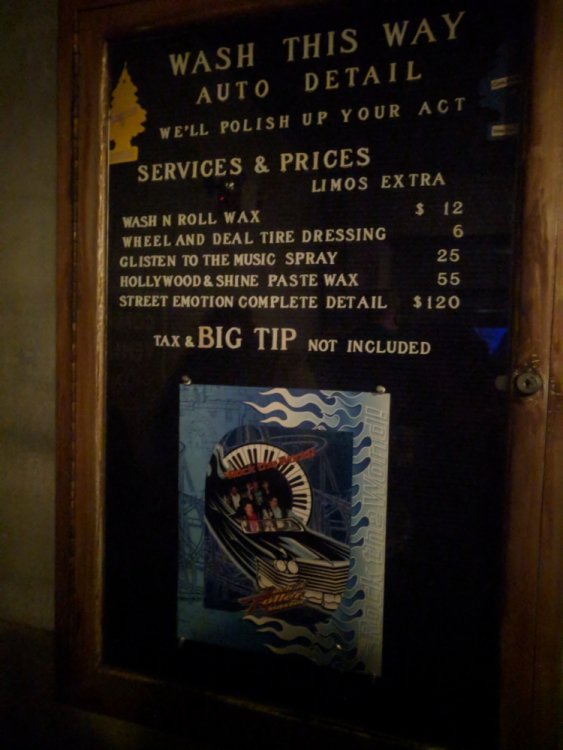 WASH THIS WAY
AUTO DETAIL
WE'LL POLISH UP YOUR ACT
SERVICES & PRICES
LIMOS EXTRA
WASH N ROLL WAX $ 12
WHEEL AND DEAL TIRE DRESSING 6
GLISTEN TO THE MUSIC SPRAY 25
HOLLYWOOD & SHINE PASTE WAX 55
STREET EMOTION COMPLETE DETAIL $120
TAX & BIG TIP NOT INCLUDED